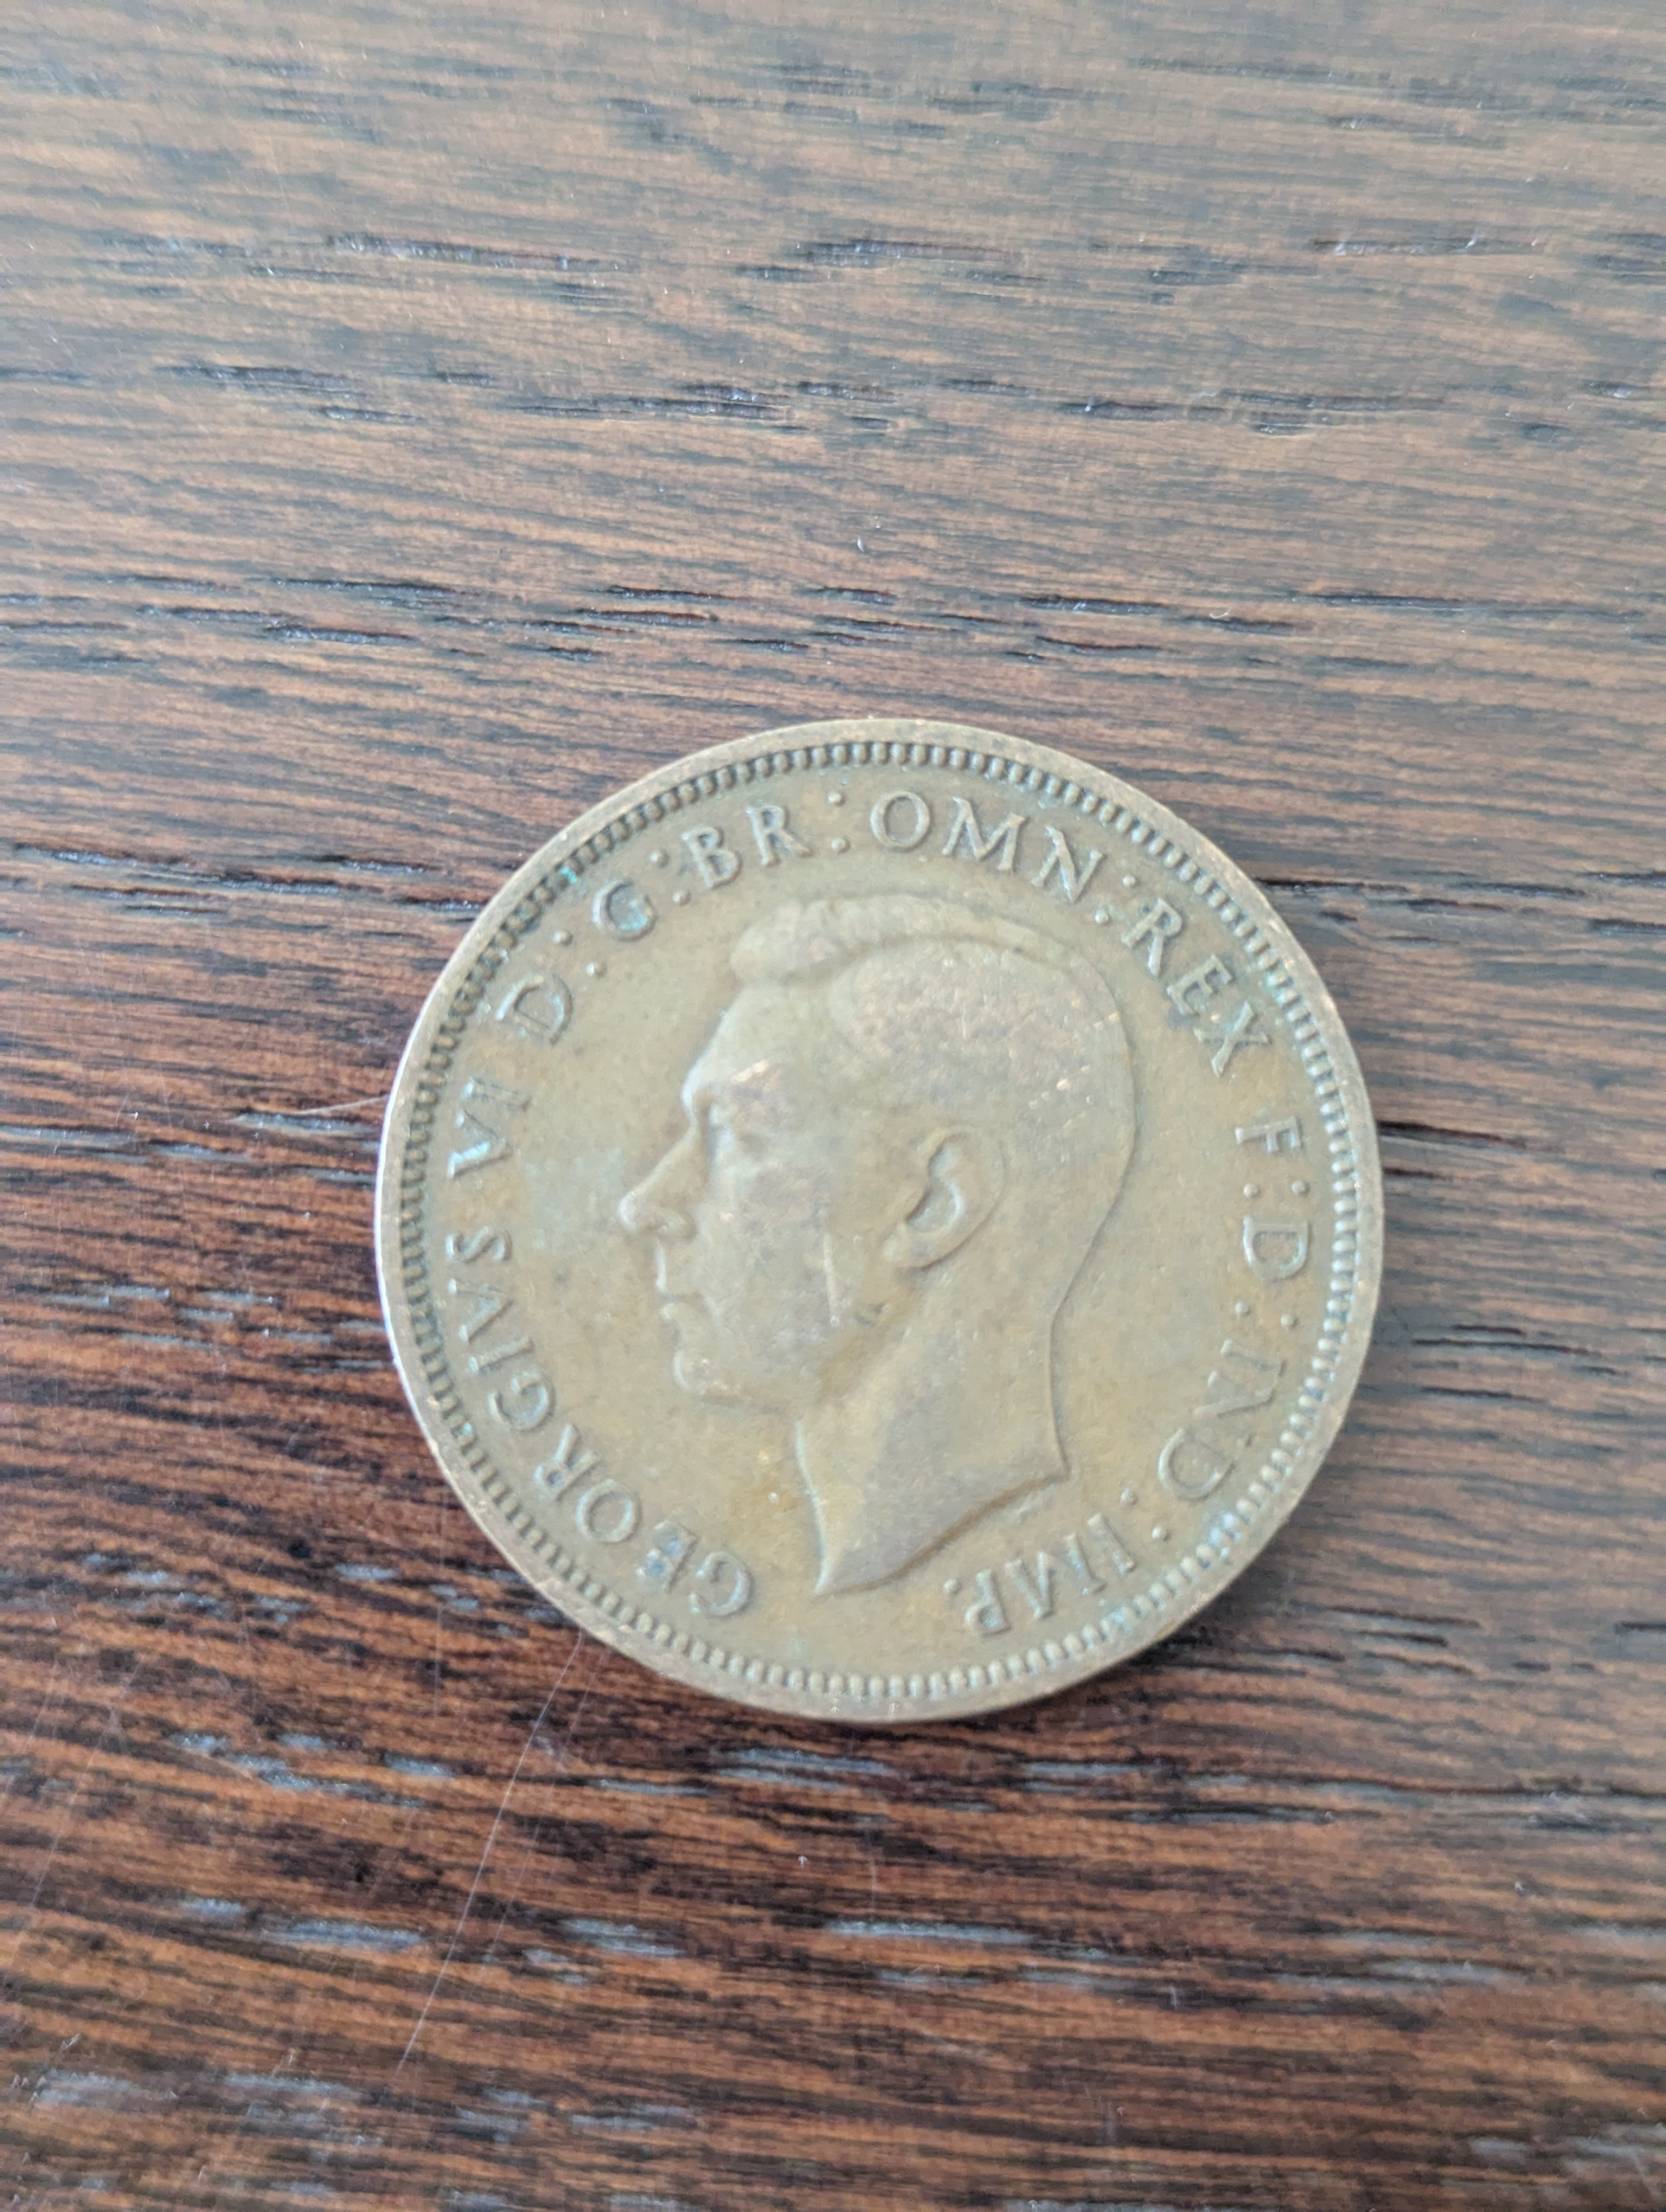 GEORGIVS VI D : G : BR : OMN : REX F : D : IND : IMP.